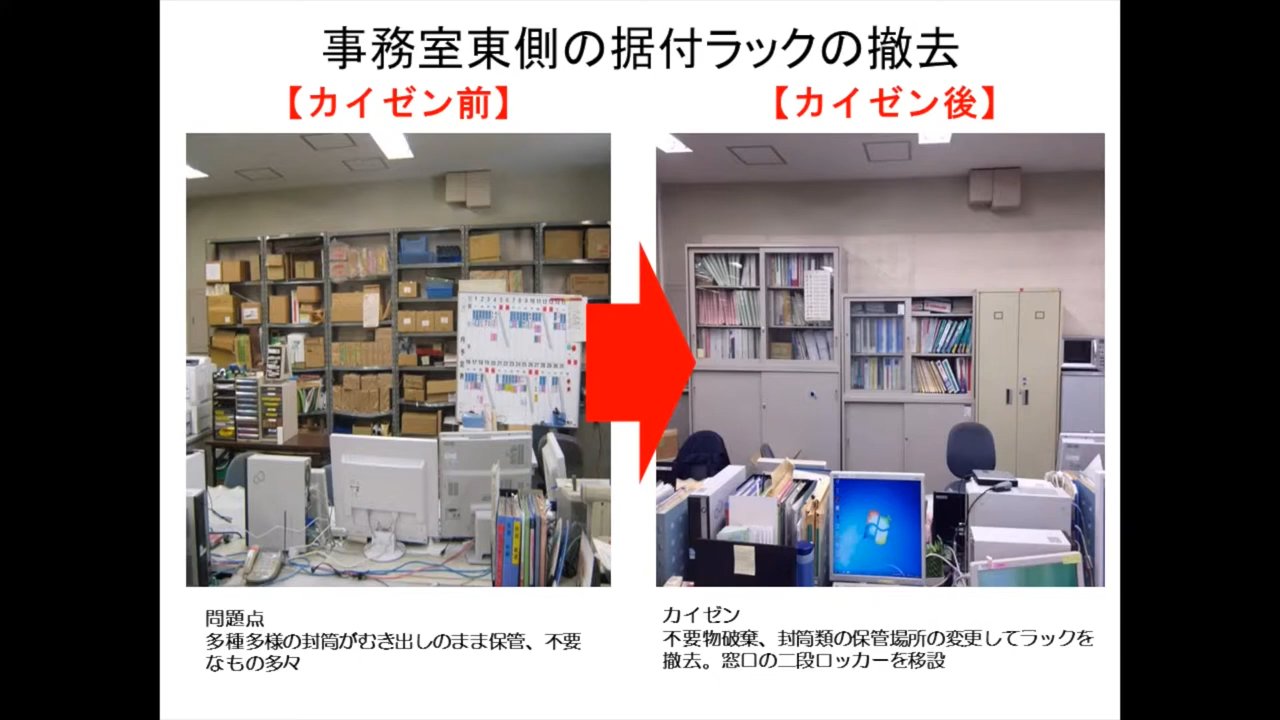 事務室東側の据付ラックの撤去
【カイゼン前】
【カイゼン後】
問題点
多種多様の封筒がむき出しのまま保管、不要
なもの多々
カイゼン
不要物破棄、封筒類の保管場所の変更してラックを
撤去。窓口の二段ロッカーを移設